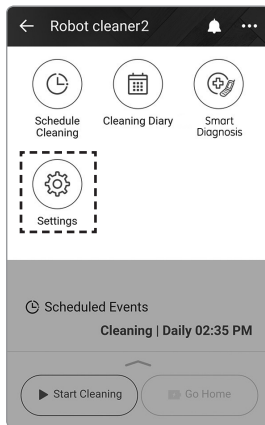 Robot cleaner2
Schedule
Cleaning
Cleaning Diary
Smart
Diagnosis
Settings
Scheduled Events
Cleaning | Daily 02:35 PM
Start Cleaning
Go Home